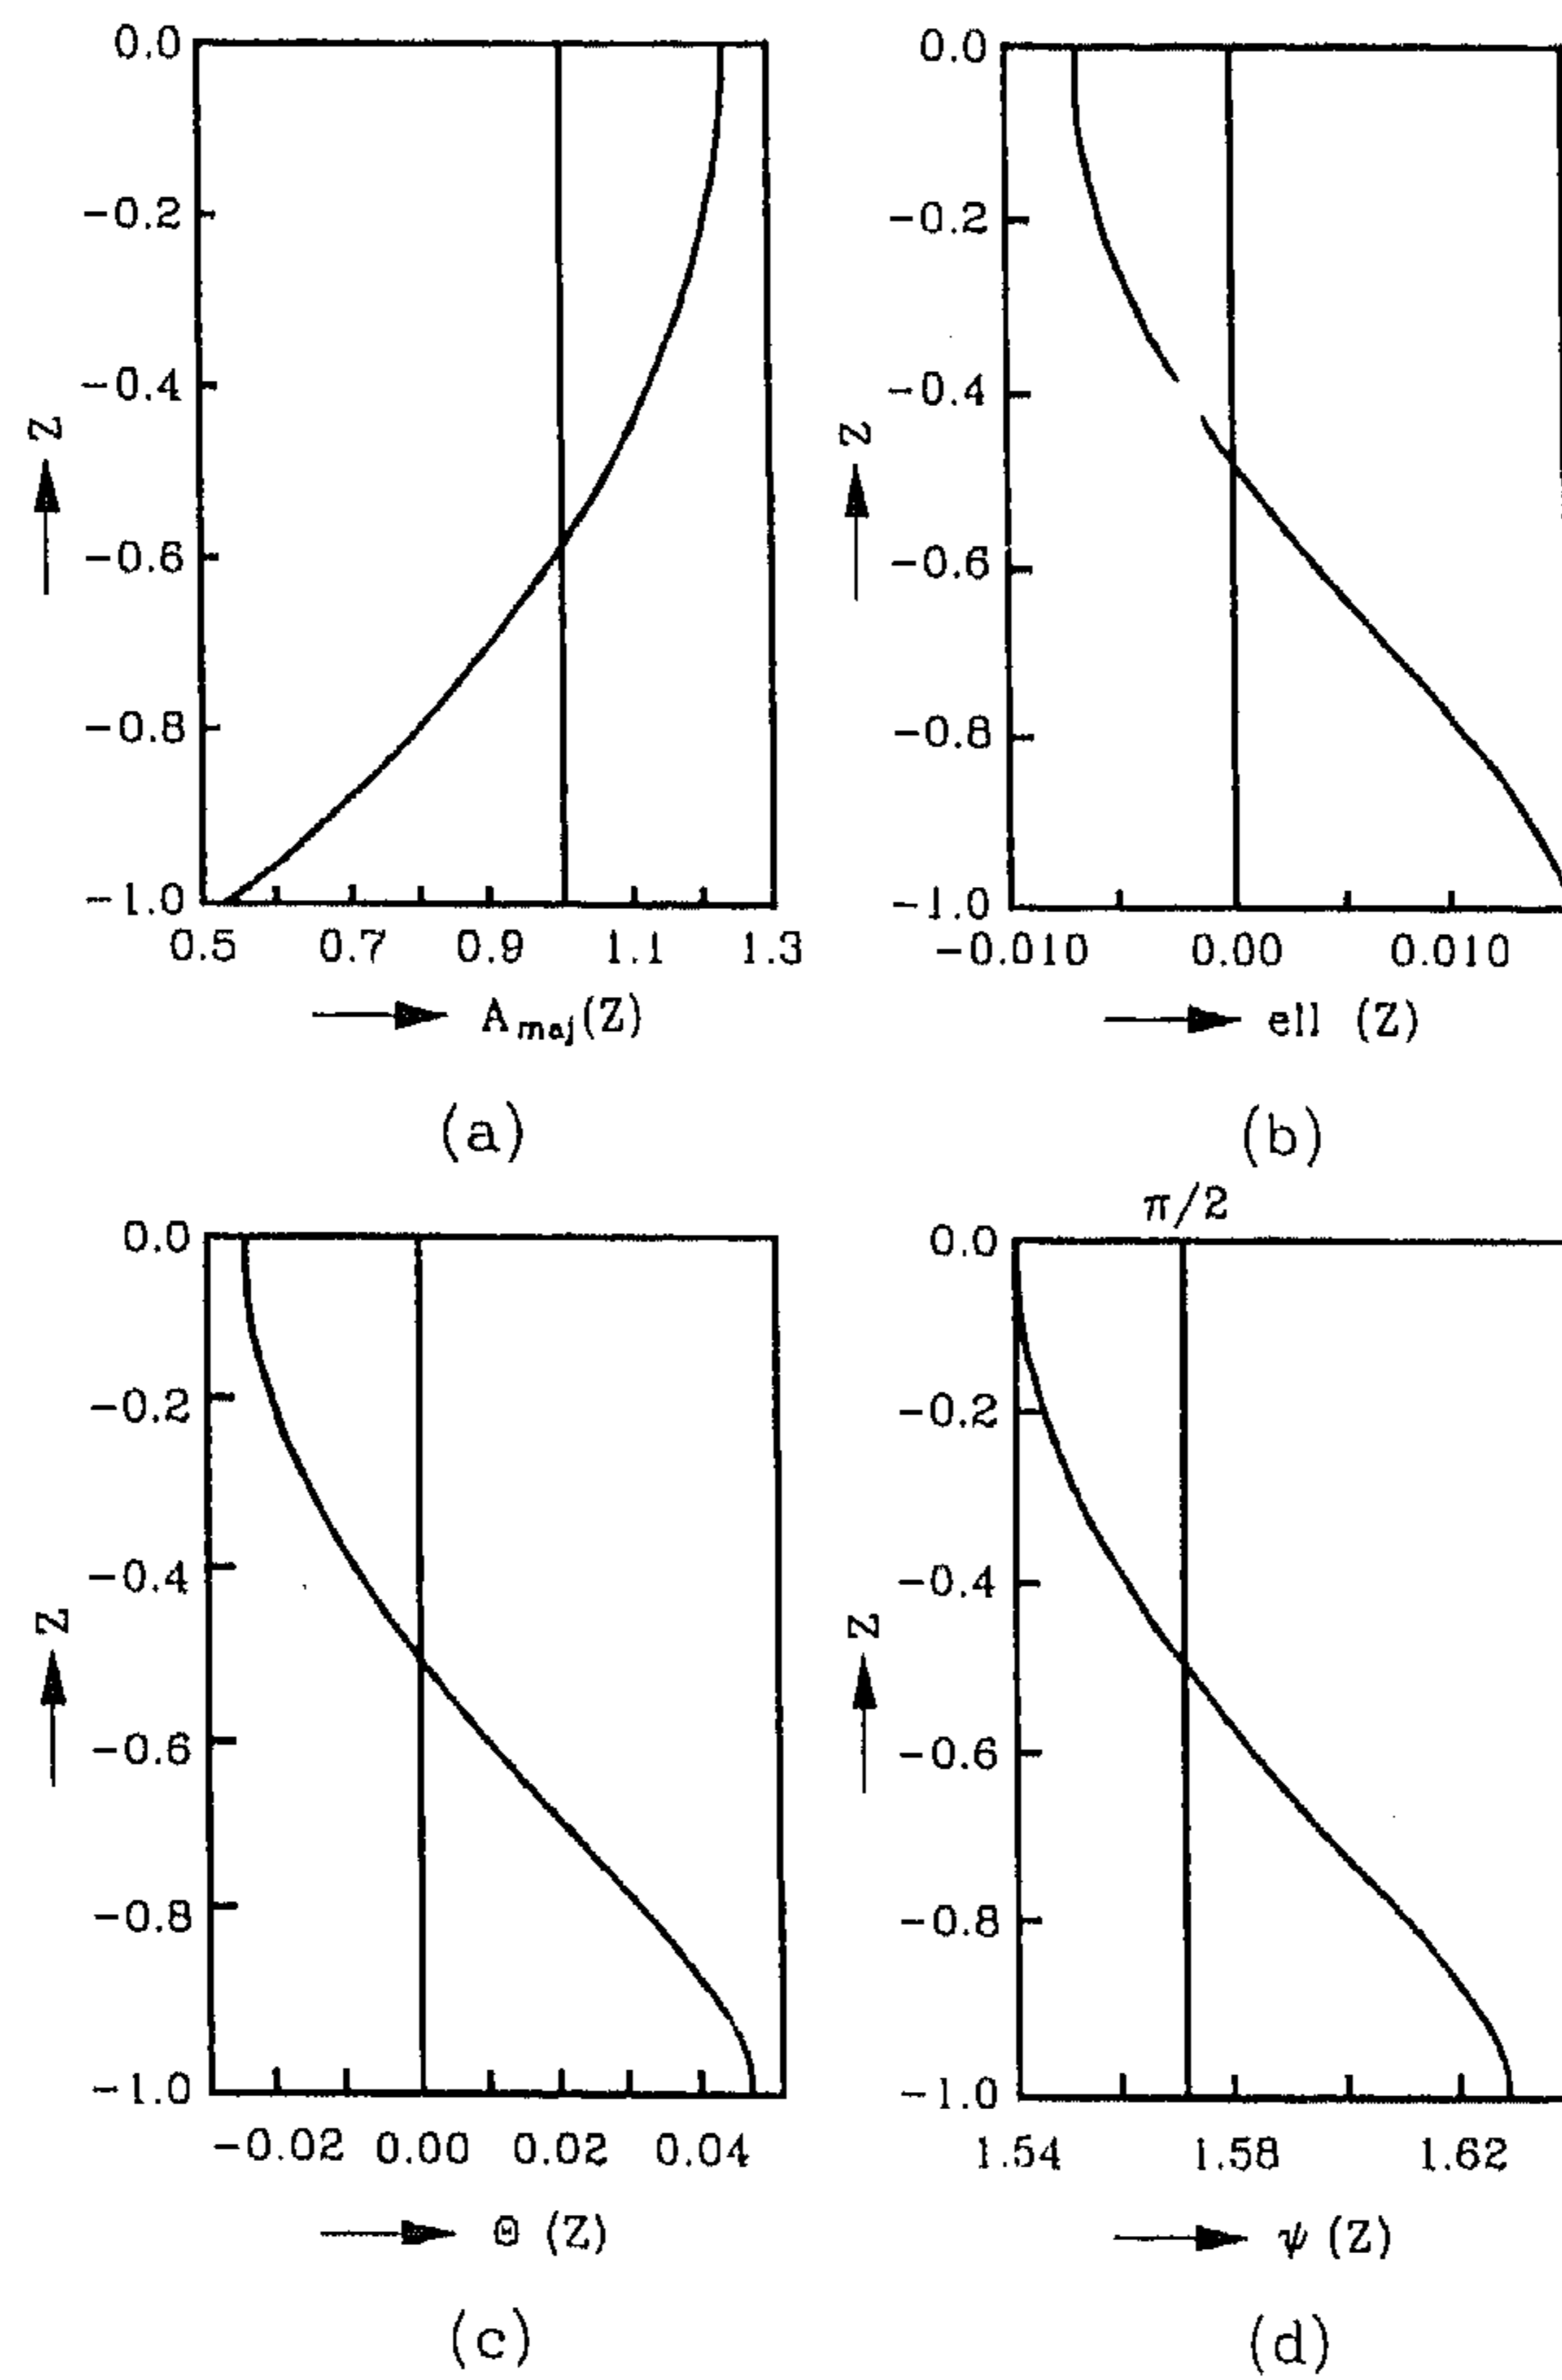 0.0
-0.2
-0.4
-0.6
-0.8
-1.0
Z
0.5 0.7 0.9 1.1 1.3
A maj (Z)
(a)
0.0
-0.2
-0.4
-0.6
-0.8
-1.0
Z
-0.010 0.00 0.010
ell (Z)
(b)
0.0
-0.2
-0.4
-0.6
-0.8
-1.0
Z
-0.02 0.00 0.02 0.04
Θ (Z)
(c)
π/2
0.0
-0.2
-0.4
-0.6
-0.8
-1.0
Z
1.54 1.58 1.62
ψ (Z)
(d)